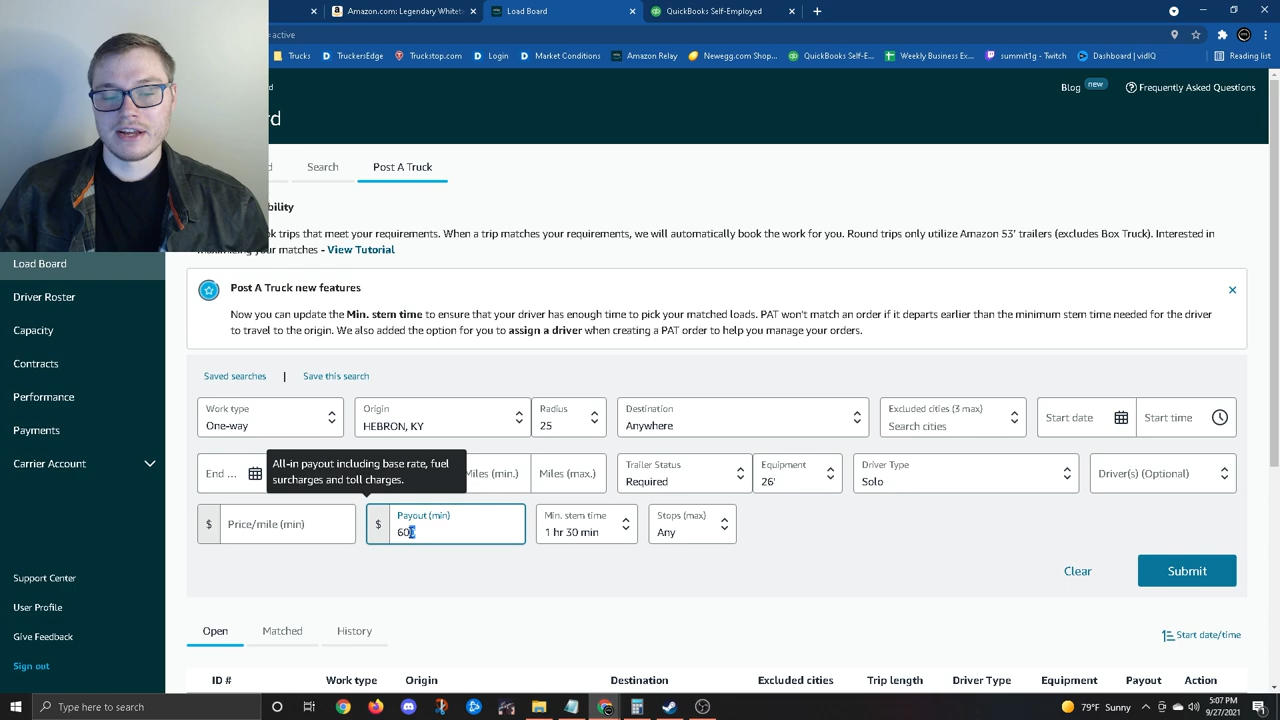 Amazon.com: Legendary Whitet
Load Board
QuickBooks Self-Employed
active
Trucks
TruckersEdge
Truckstop.com
Login
Market Conditions
Amazon Relay
Newegg.com Shop...
QuickBooks Self-E...
Weekly Business Ex...
summit1g - Twitch
Dashboard | vidIQ
Reading list
Blog new
Frequently Asked Questions
rd
Search
Post A Truck
bility
ok trips that meet your requirements. When a trip matches your requirements, we will automatically book the work for you. Round trips only utilize Amazon 53' trailers (excludes Box Truck). Interested in
your matches - View Tutorial
Load Board
Driver Roster
Capacity
Contracts
Performance
Payments
Carrier Account
Support Center
User Profile
Give Feedback
Sign out
Post A Truck new features
Now you can update the Min. stem time to ensure that your driver has enough time to pick your matched loads. PAT won't match an order if it departs earlier than the minimum stem time needed for the driver
to travel to the origin. We also added the option for you to assign a driver when creating a PAT order to help you manage your orders.
Saved searches | Save this search
Work type
One-way
Origin
HEBRON, KY
Radius
25
Destination
Anywhere
Excluded cities (3 max)
Search cities
Start date
Start time
End ...
All-in payout including base rate, fuel
surcharges and toll charges.
Miles (min.)
Miles (max.)
Trailer Status
Required
Equipment
26'
Driver Type
Solo
Driver(s) (Optional)
$ Price/mile (min)
$ Payout (min)
600
Min. stem time
1 hr 30 min
Stops (max)
Any
Clear
Submit
Open
Matched
History
Start date/time
ID #
Work type
Origin
Destination
Excluded cities
Trip length
Driver Type
Equipment
Payout
Action
Type here to search
79°F Sunny
5:07 PM
9/27/2021